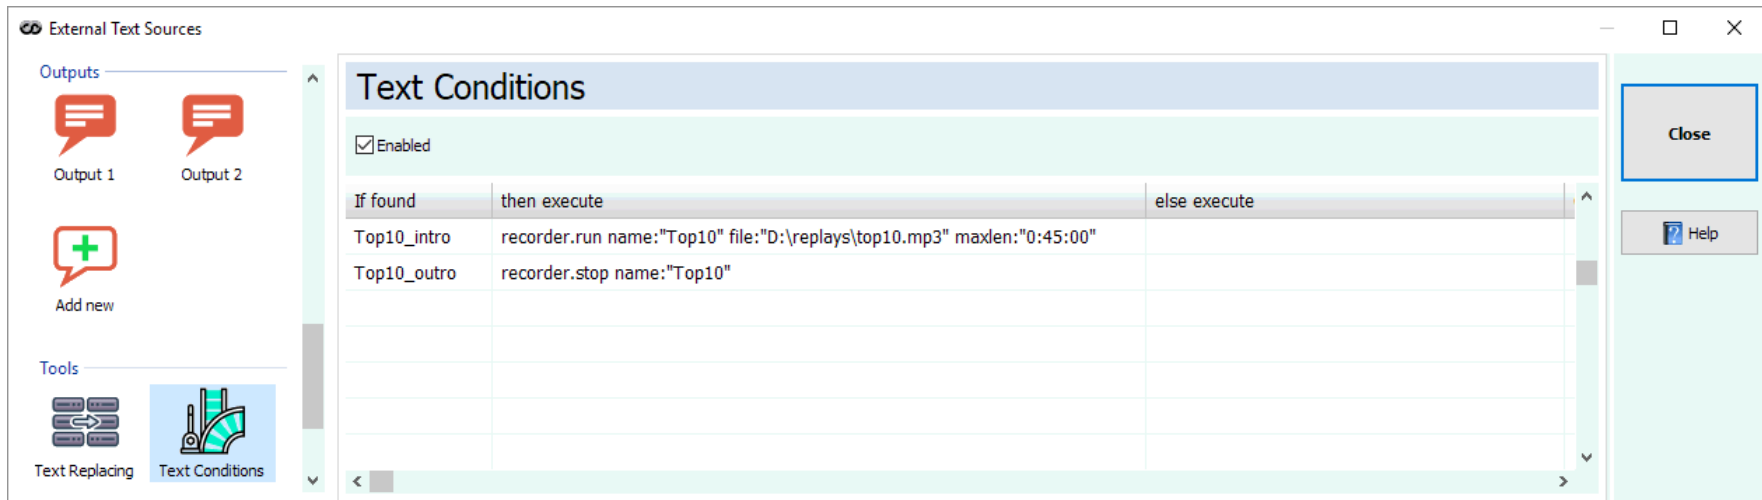 External Text Sources
Outputs
Output 1
Output 2
Add new
Tools
Text Replacing
Text Conditions
Text Conditions
Enabled
If found then execute else execute
Top10_intro recorder.run name:"Top10" file:"D:\replays\top10.mp3" maxlen:"0:45:00"
Top10_outro recorder.stop name:"Top10"
Close
Help